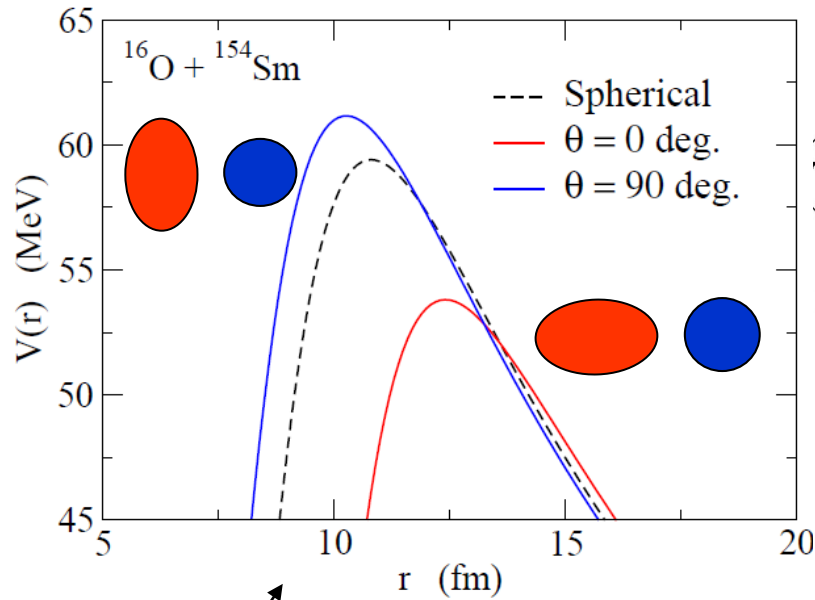 65
60
55
50
45
V(r) (MeV)
¹⁶O + ¹⁵⁴Sm
Spherical
θ = 0 deg.
θ = 90 deg.
5
10
15
20
r (fm)